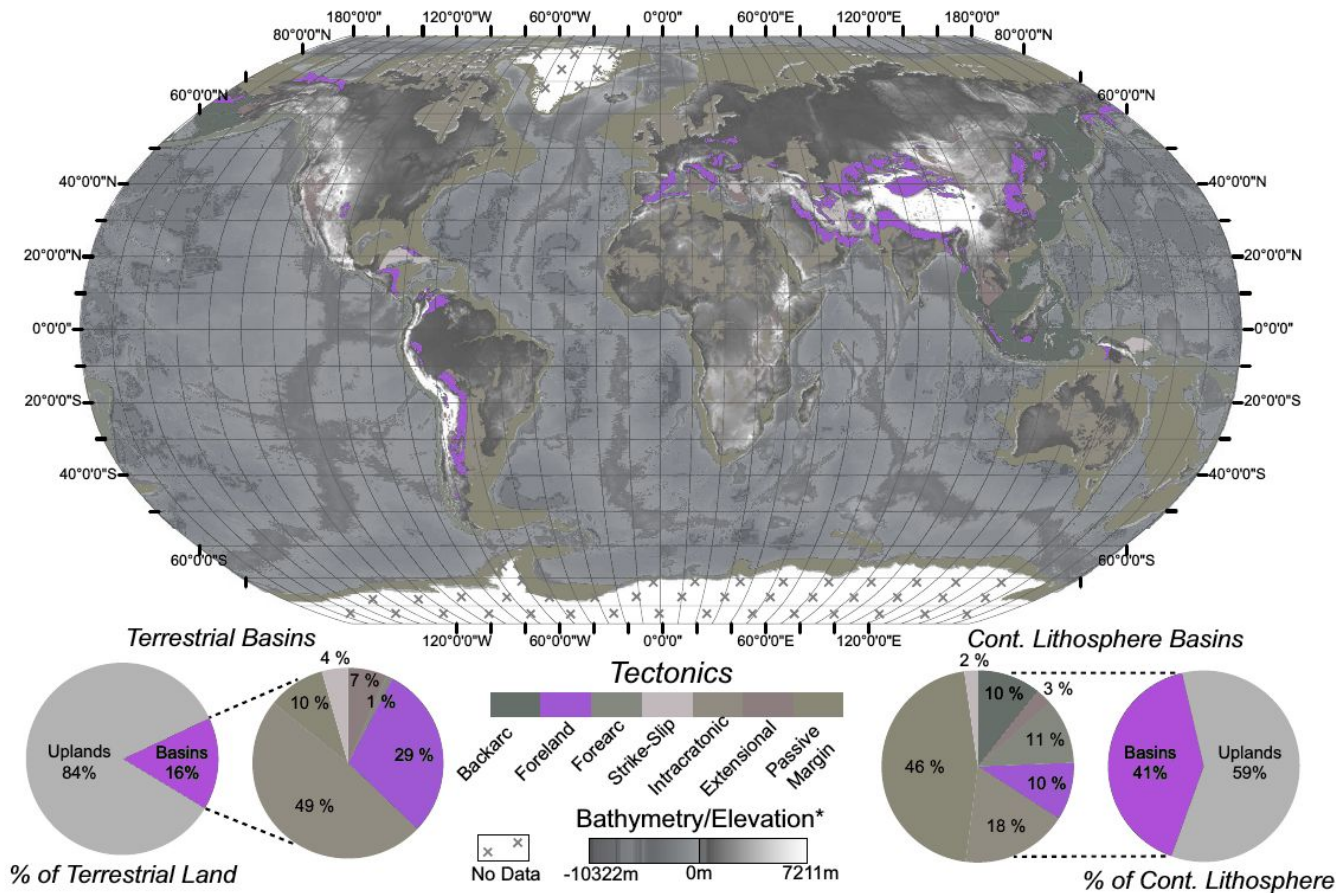 180°0'0" 60°0'0"W 0°0'0" 60°0'0"E 120°0'0"E 180°0'0"
80°0'0"N 120°0'0"W 80°0'0"N
60°0'0"N 60°0'0"N
40°0'0"N 40°0'0"N
20°0'0"N 20°0'0"N
0°0'0" 0°0'0"
20°0'0"S 20°0'0"S
40°0'0"S 40°0'0"S
60°0'0"S 60°0'0"S
120°0'0"W 60°0'0"W 0°0'0" 60°0'0"E 120°0'0"E
Terrestrial Basins
Uplands
84%
Basins
16%
4 %
7 %
1 %
10 %
29 %
49 %
% of Terrestrial Land
Tectonics
Backarc
Foreland
Forearc
Strike-Slip
Intracratonic
Extensional
Passive
Margin
No Data
Bathymetry/Elevation*
-10322m 0m 7211m
Cont. Lithosphere Basins
2 %
10 %
3 %
11 %
46 %
10 %
18 %
Basins
41%
Uplands
59%
% of Cont. Lithosphere